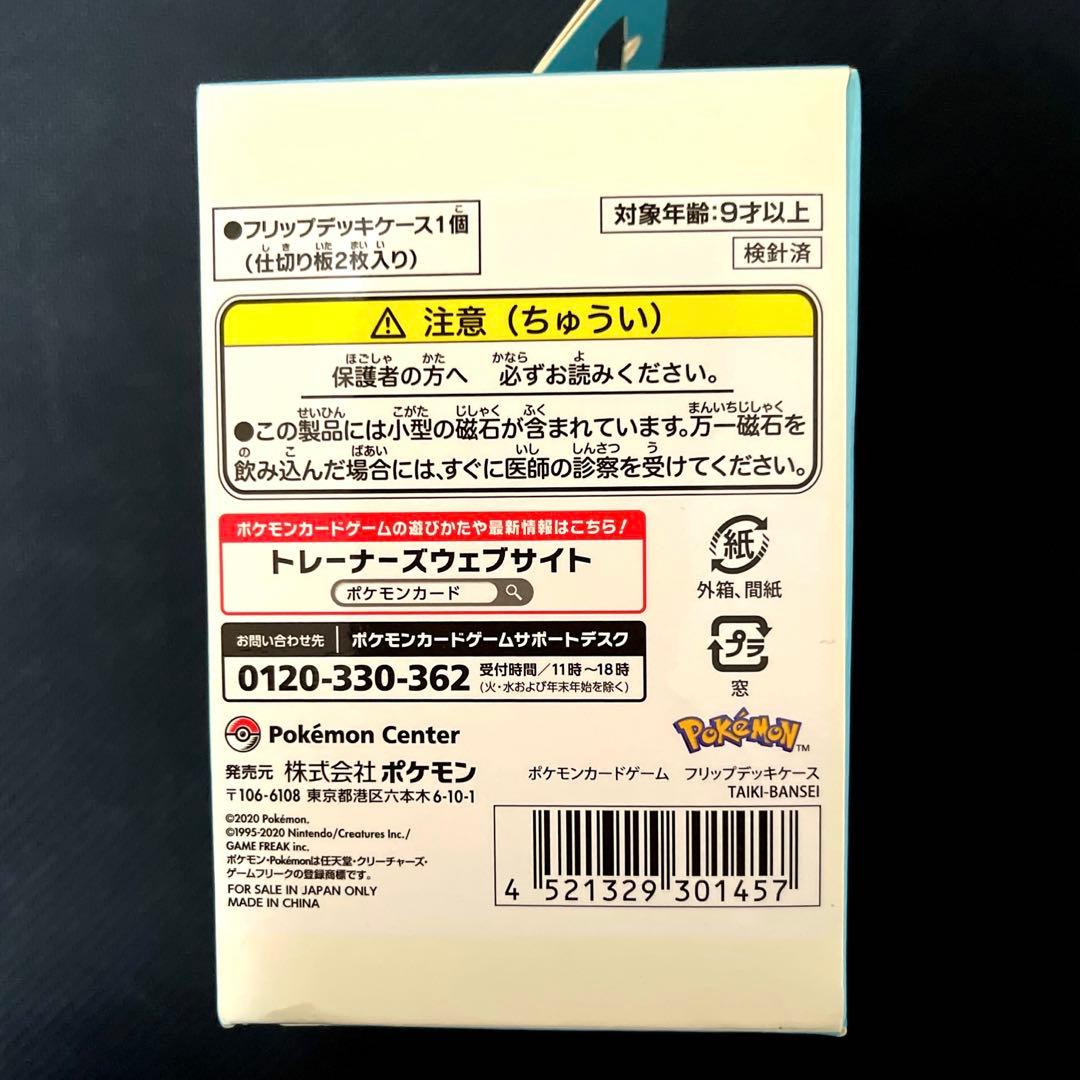 ●フリップデッキケース1個
(仕切り板2枚入り)
対象年齢:9才以上
検針済
注意(ちゅうい)
保護者の方へ 必ずお読みください。
●この製品には小型の磁石が含まれています。万一磁石を
飲み込んだ場合には、すぐに医師の診察を受けてください。
ポケモンカードゲームの遊びかたや最新情報はこちら!
トレーナーズウェブサイト
ポケモンカード
お問い合わせ先 ポケモンカードゲームサポートデスク
0120-330-362 受付時間/11時~18時
(火・水および年末年始を除く)
紙
外箱、間紙
プラ
窓
Pokémon Center
発売元 株式会社ポケモン
〒106-6108 東京都港区六本木6-10-1
©2020 Pokémon.
©1995-2020 Nintendo/Creatures Inc./
GAME FREAK inc.
ポケモン・Pokémonは任天堂・クリーチャーズ・
ゲームフリークの登録商標です。
FOR SALE IN JAPAN ONLY
MADE IN CHINA
POKéMON TM
ポケモンカードゲーム フリップデッキケース
TAIKI-BANSEI
4 521329 301457